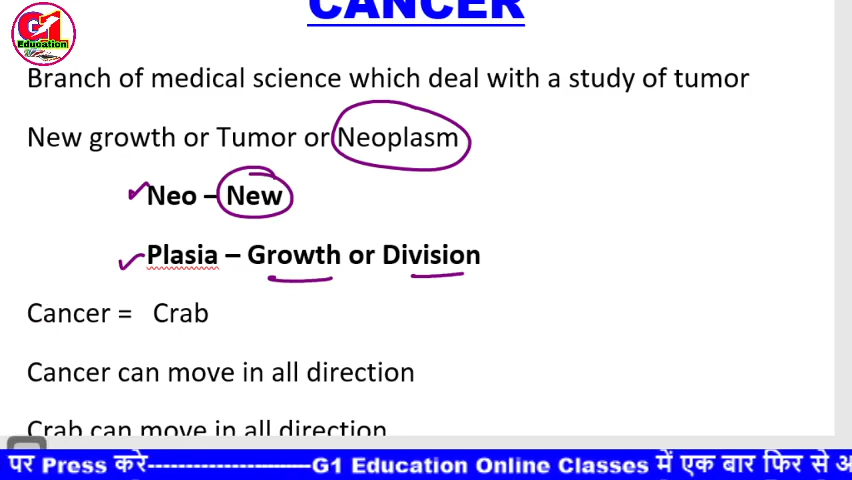 CANCER
G1
Education
Branch of medical science which deal with a study of tumor
New growth or Tumor or Neoplasm
Neo – New
Plasia – Growth or Division
Cancer = Crab
Cancer can move in all direction
Crab can move in all direction
पर Press करे-----------------------G1 Education Online Classes में एक बार फिर से